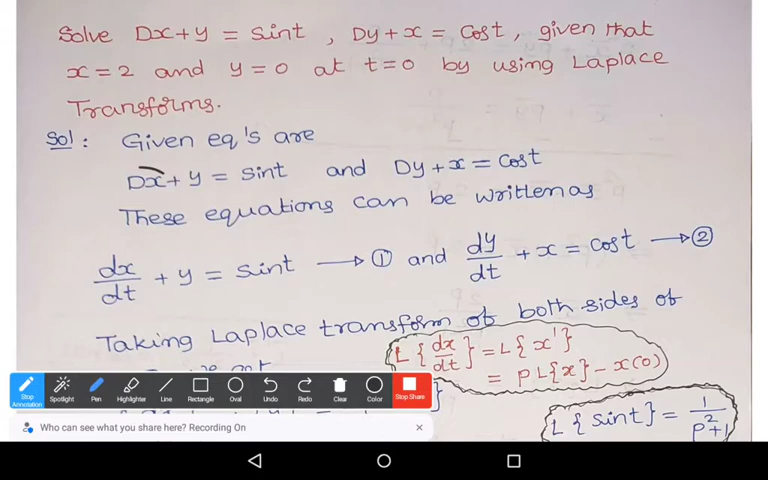 Solve Dx+y = Sint, Dy+x = Cost, given that
x=2 and y=0 at t=0 by using Laplace
Transforms.
Sol: Given eq's are
Dx+y = Sint and Dy+x = Cost
These equations can be written as
dx/dt + y = Sint → ① and dy/dt + x = Cost → ②
Taking Laplace transform of both sides of
L{dx/dt} = L{x'}
= PL{x} - x(0)
L{Sint} = 1/P²+1
Stop Annotation
Spotlight
Pen
Highlighter
Line
Rectangle
Oval
Undo
Redo
Clear
Color
Stop Share
Who can see what you share here? Recording On